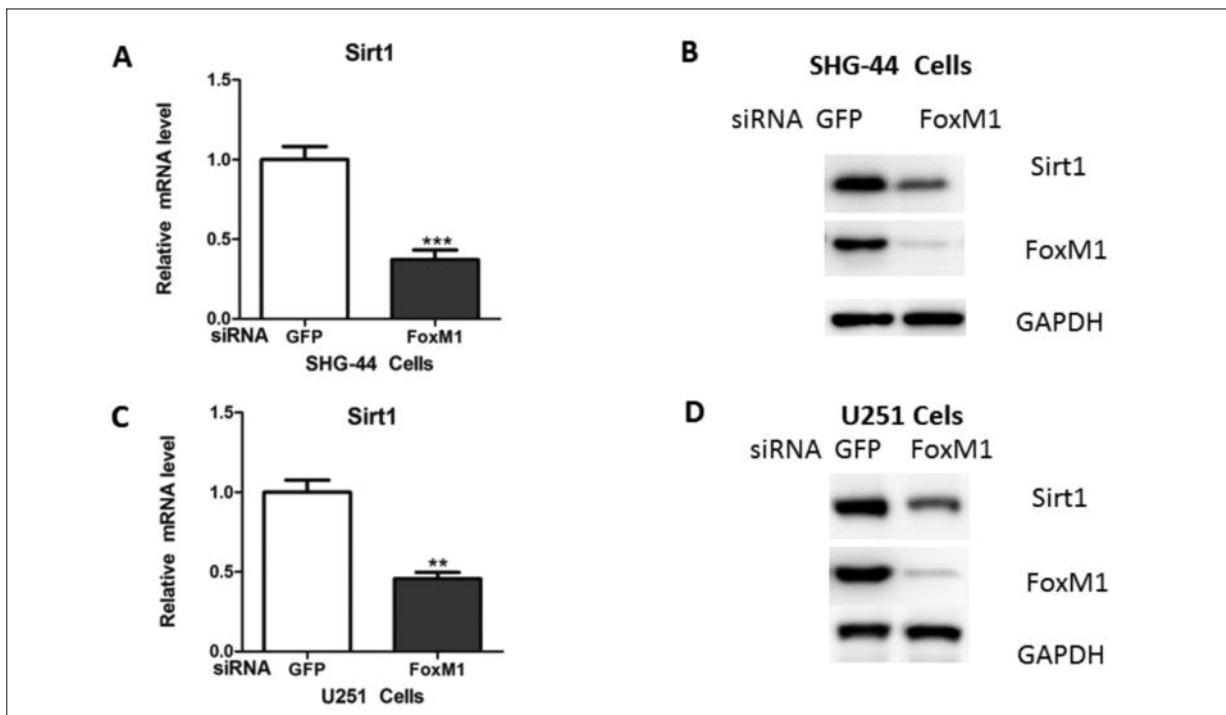 A
Sirt1
Relative mRNA level
1.5
1.0
0.5
0.0
***
siRNA GFP FoxM1
SHG-44 Cells
B
SHG-44 Cells
siRNA GFP FoxM1
Sirt1
FoxM1
GAPDH
C
Sirt1
Relative mRNA level
1.5
1.0
0.5
0.0
**
siRNA GFP FoxM1
U251 Cells
D
U251 Cels
siRNA GFP FoxM1
Sirt1
FoxM1
GAPDH